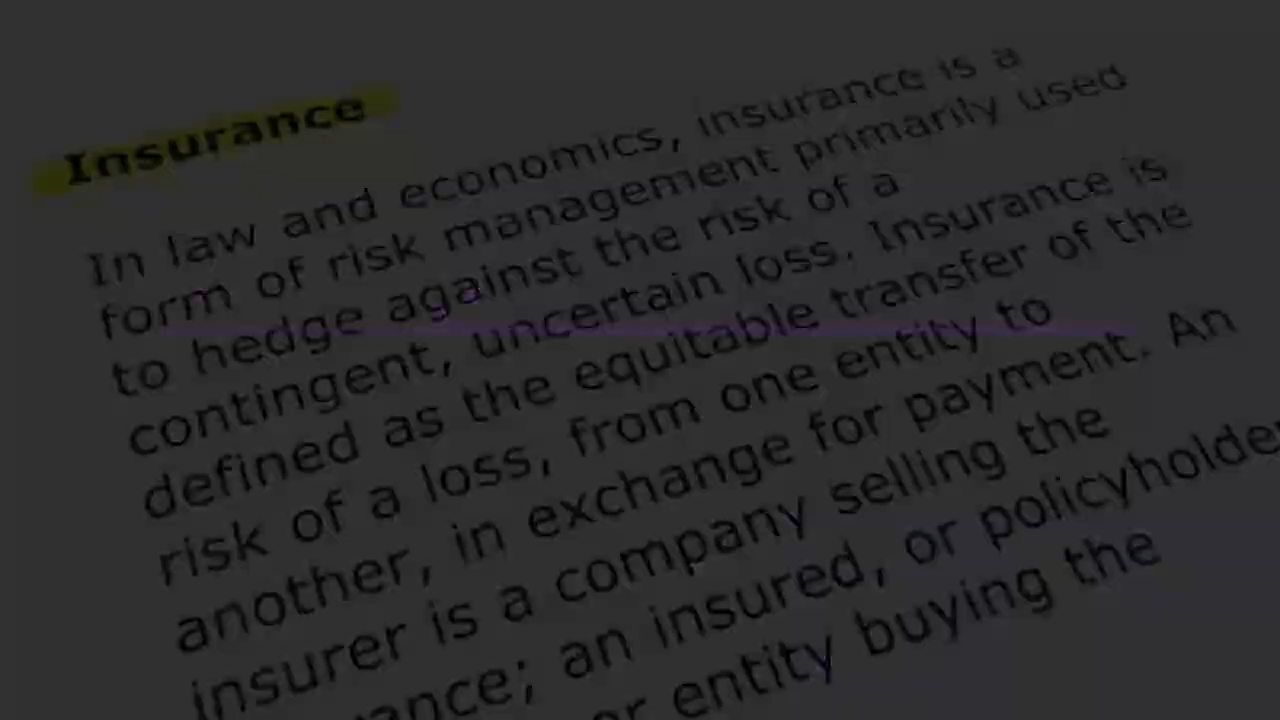 Insurance
In law and economics, insurance is a
form of risk management primarily used
to hedge against the risk of a
contingent, uncertain loss. Insurance is
defined as the equitable transfer of the
risk of a loss, from one entity to
another, in exchange for payment. An
insurer is a company selling the
an insured, or policyholder
entity buying the